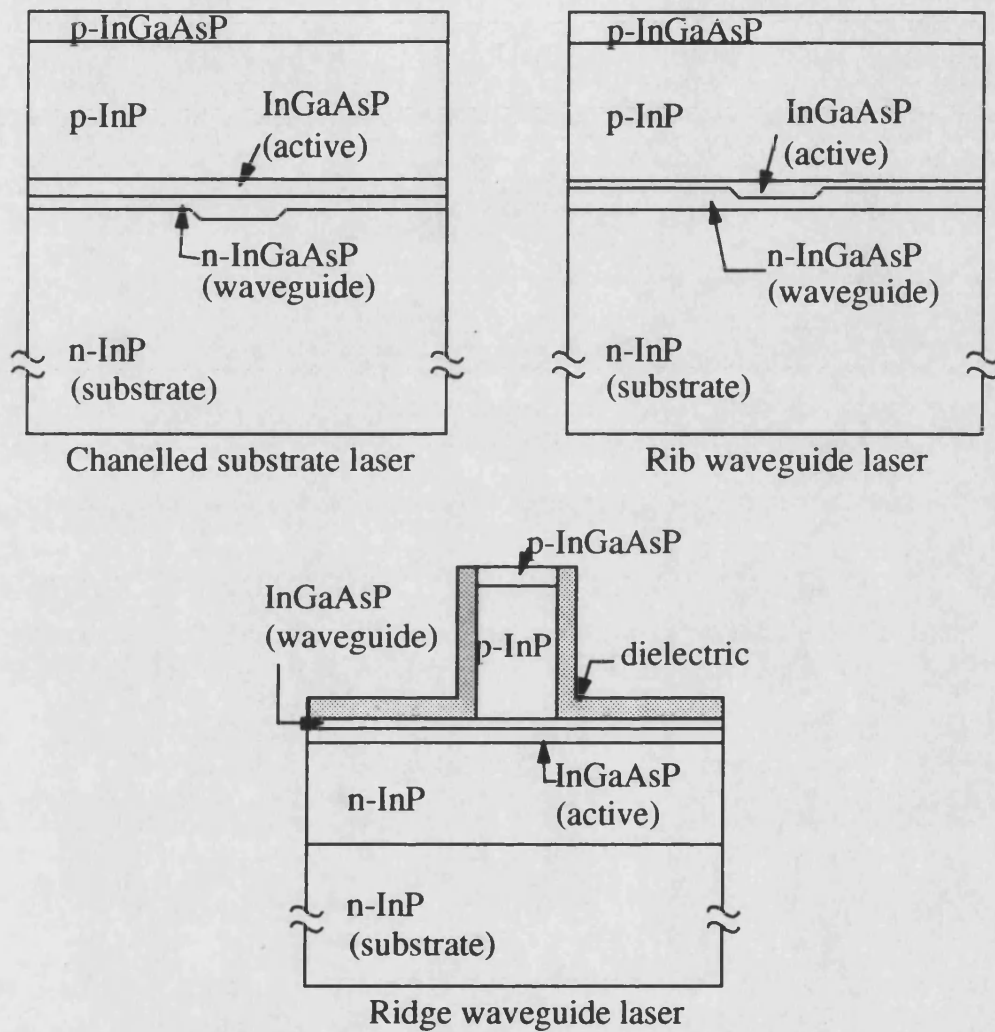 p-InGaAsP
p-InP
InGaAsP
(active)
n-InGaAsP
(waveguide)
n-InP
(substrate)
Chanelled substrate laser
p-InGaAsP
p-InP
InGaAsP
(active)
n-InGaAsP
(waveguide)
n-InP
(substrate)
Rib waveguide laser
p-InGaAsP
InGaAsP
(waveguide)
p-InP
dielectric
InGaAsP
(active)
n-InP
n-InP
(substrate)
Ridge waveguide laser